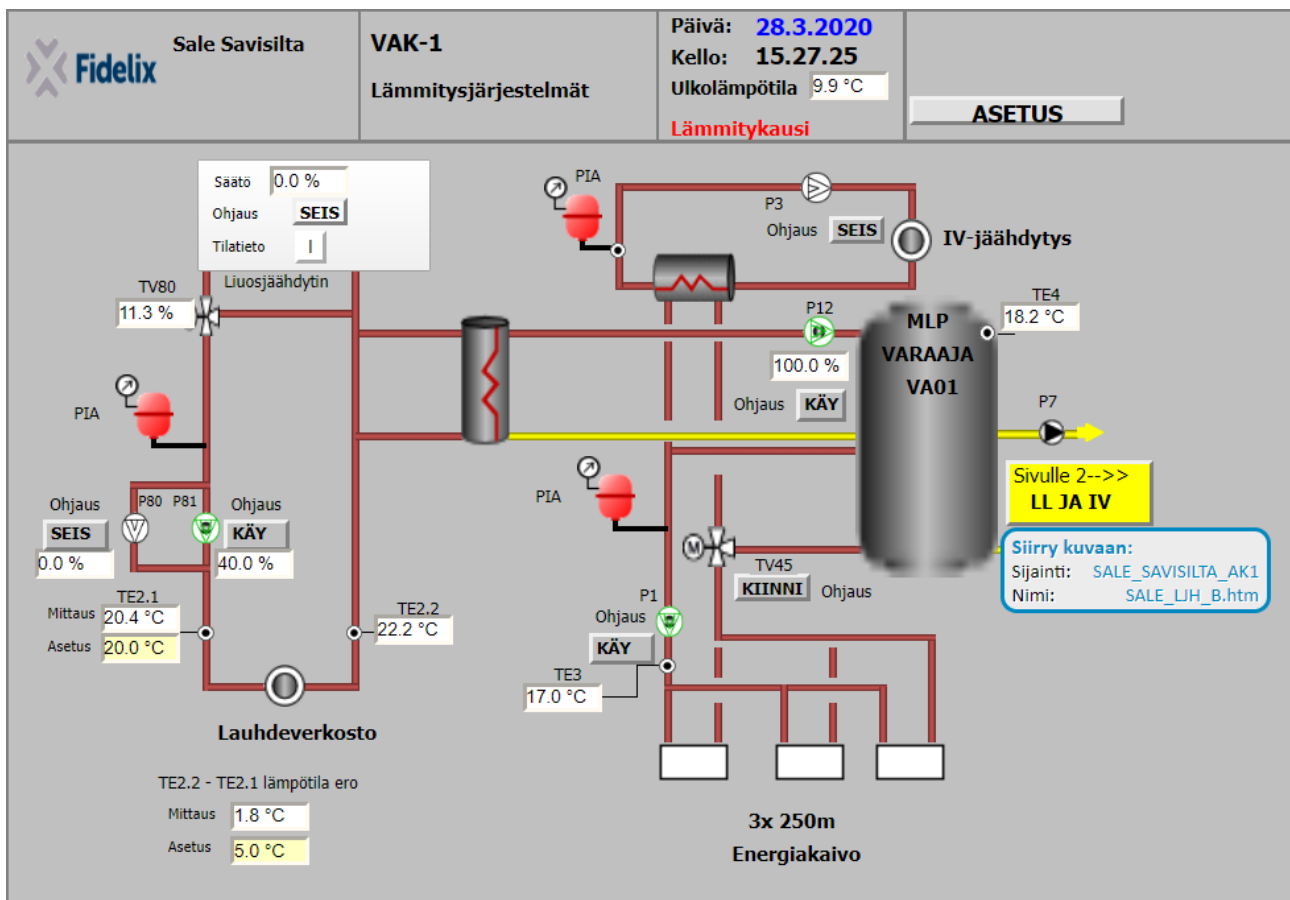 Fidelix
Sale Savisilta
VAK-1
Lämmitysjärjestelmät
Päivä: 28.3.2020
Kello: 15.27.25
Ulkolämpötila 9.9 °C
Lämmitykausi
ASETUS
Säätö 0.0 %
Ohjaus SEIS
Tilatieto I
Liuosjäähdytin
TV80
11.3 %
PIA
PIA
P3
Ohjaus SEIS
IV-jäähdytys
P12
100.0 %
Ohjaus KÄY
MLP
VARAAJA
VA01
TE4
18.2 °C
P7
Sivulle 2-->>
LL JA IV
Siirry kuvaan:
Sijainti: SALE_SAVISILTA_AK1
Nimi: SALE_LJH_B.htm
PIA
M
TV45
KIINNI Ohjaus
Ohjaus P80 P81 Ohjaus
SEIS KÄY
0.0 % 40.0 %
TE2.1
Mittaus 20.4 °C
Asetus 20.0 °C
TE2.2
22.2 °C
P1
Ohjaus
KÄY
TE3
17.0 °C
Lauhdeverkosto
TE2.2 - TE2.1 lämpötila ero
Mittaus 1.8 °C
Asetus 5.0 °C
3x 250m
Energiakaivo